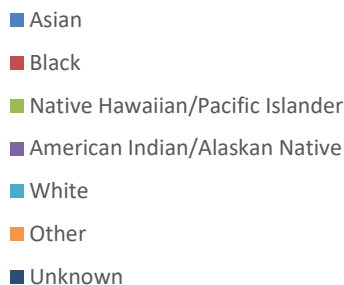 Asian
Black
Native Hawaiian/Pacific Islander
American Indian/Alaskan Native
White
Other
Unknown